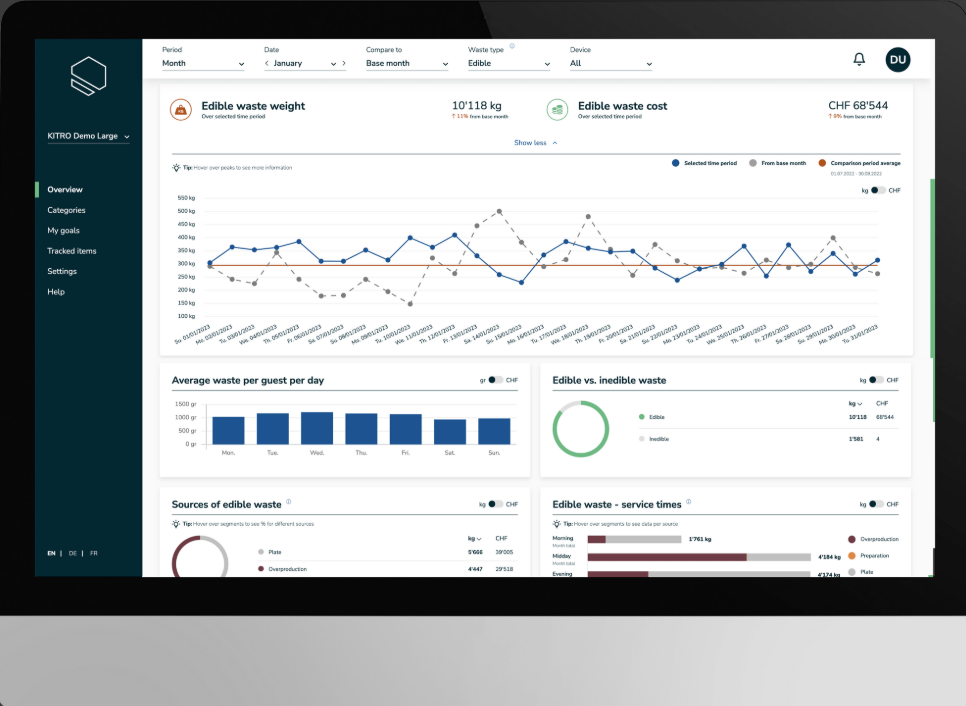 Period
Date
Compare to
Waste type
Device
Month
January
Base month
Edible
All
DU
KITRO Demo Large
Overview
Categories
My goals
Tracked items
Settings
Help
EN | DE | FR
Edible waste weight
Over selected time period
10'118 kg
↑ 11% from base month
Edible waste cost
Over selected time period
CHF 68'544
↑ 9% from base month
Show less
Tip: Hover over peaks to see more information
Selected time period
From base month
Comparison period average
01.07.2022 - 30.09.2022
kg CHF
550 kg
500 kg
450 kg
400 kg
350 kg
300 kg
250 kg
200 kg
150 kg
100 kg
Su. 01/01/2023
Mo. 02/01/2023
Tu. 03/01/2023
We. 04/01/2023
Th. 05/01/2023
Fr. 06/01/2023
Sa. 07/01/2023
Su. 08/01/2023
Mo. 09/01/2023
Tu. 10/01/2023
We. 11/01/2023
Th. 12/01/2023
Fr. 13/01/2023
Sa. 14/01/2023
Su. 15/01/2023
Mo. 16/01/2023
Tu. 17/01/2023
We. 18/01/2023
Th. 19/01/2023
Fr. 20/01/2023
Sa. 21/01/2023
Su. 22/01/2023
Mo. 23/01/2023
Tu. 24/01/2023
We. 25/01/2023
Th. 26/01/2023
Fr. 27/01/2023
Sa. 28/01/2023
Su. 29/01/2023
Mo. 30/01/2023
Tu. 31/01/2023
Average waste per guest per day
gr CHF
1500 gr
1000 gr
500 gr
0 gr
Mon.
Tue.
Wed.
Thu.
Fri.
Sat.
Sun.
Edible vs. inedible waste
kg CHF
kg CHF
Edible 10'118 68'544
Inedible 1'581 4
Sources of edible waste
kg CHF
Tip: Hover over segments to see % for different sources
kg CHF
Plate 5'666 39'005
Overproduction 4'447 29'518
Edible waste - service times
kg CHF
Tip: Hover over segments to see data per source
Morning
Month total
1'761 kg
Midday
Month total
4'184 kg
Evening
4'174 kg
Overproduction
Preparation
Plate